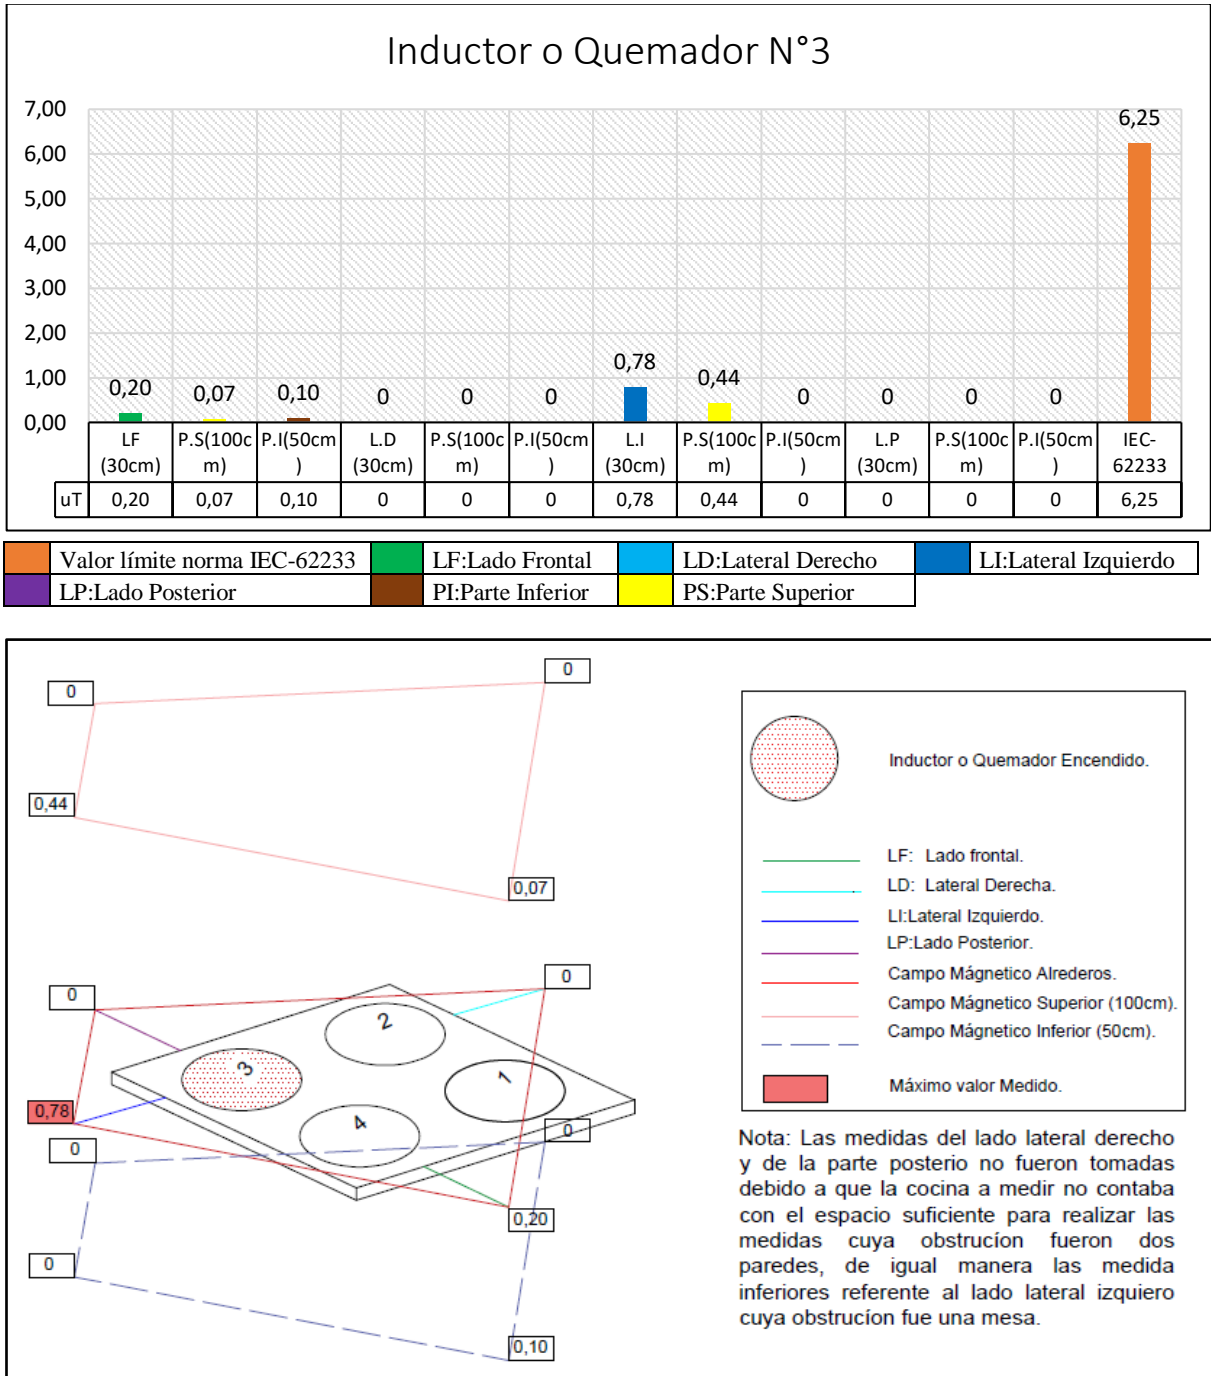 Inductor o Quemador N°3
7,00
6,00
5,00
4,00
3,00
2,00
1,00
0,00
0,20
0,07
0,10
0
0
0
0,78
0,44
0
0
0
0
6,25
LF (30cm) P.S(100cm) P.I(50cm) L.D (30cm) P.S(100cm) P.I(50cm) L.I (30cm) P.S(100cm) P.I(50cm) L.P (30cm) P.S(100cm) P.I(50cm) IEC-62233
uT 0,20 0,07 0,10 0 0 0 0,78 0,44 0 0 0 0 6,25
Valor límite norma IEC-62233 LF:Lado Frontal LD:Lateral Derecho LI:Lateral Izquierdo
LP:Lado Posterior PI:Parte Inferior PS:Parte Superior
0
0
0,44
0,07
0
0
2
3
1
4
0,78
0
0
0,20
0
0,10
Inductor o Quemador Encendido.
LF: Lado frontal.
LD: Lateral Derecha.
LI:Lateral Izquierdo.
LP:Lado Posterior.
Campo Mágnetico Alrederos.
Campo Mágnetico Superior (100cm).
Campo Mágnetico Inferior (50cm).
Máximo valor Medido.
Nota: Las medidas del lado lateral derecho
y de la parte posterio no fueron tomadas
debido a que la cocina a medir no contaba
con el espacio suficiente para realizar las
medidas cuya obstrucíon fueron dos
paredes, de igual manera las medida
inferiores referente al lado lateral izquiero
cuya obstrucíon fue una mesa.